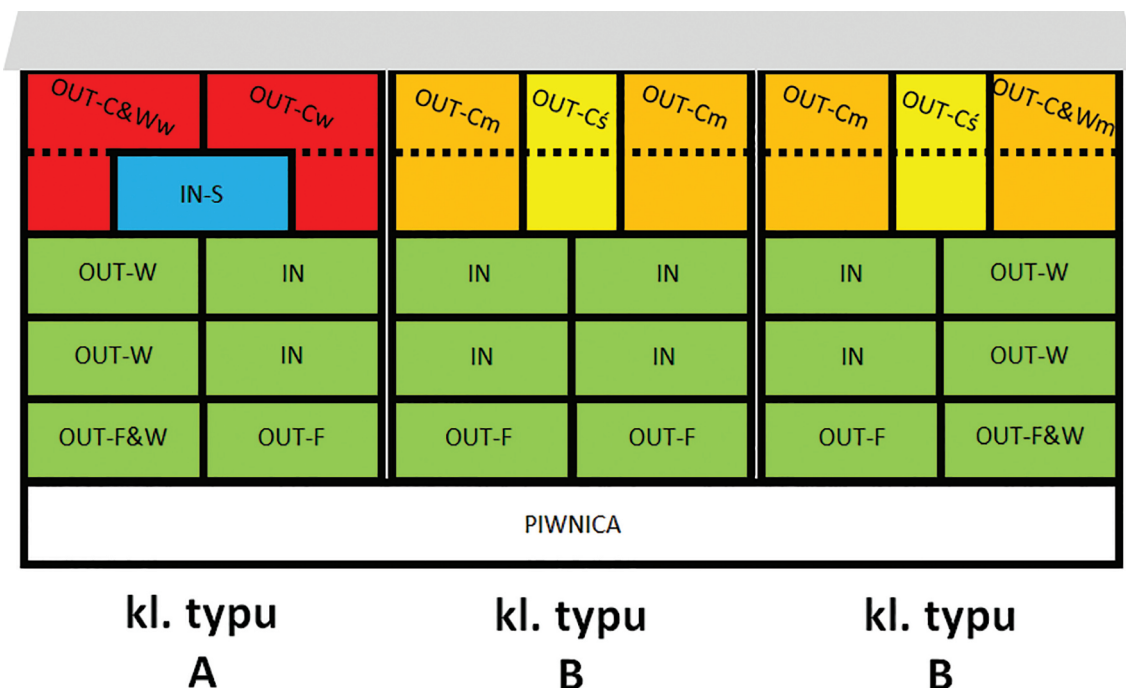 OUT-C&Ww OUT-Cw OUT-Cm OUT-Cś OUT-Cm OUT-Cm OUT-Cś OUT-C&Wm
IN-S
OUT-W IN IN IN IN OUT-W
OUT-W IN IN IN IN OUT-W
OUT-F&W OUT-F OUT-F OUT-F OUT-F OUT-F&W
PIWNICA
kl. typu kl. typu kl. typu
A B B